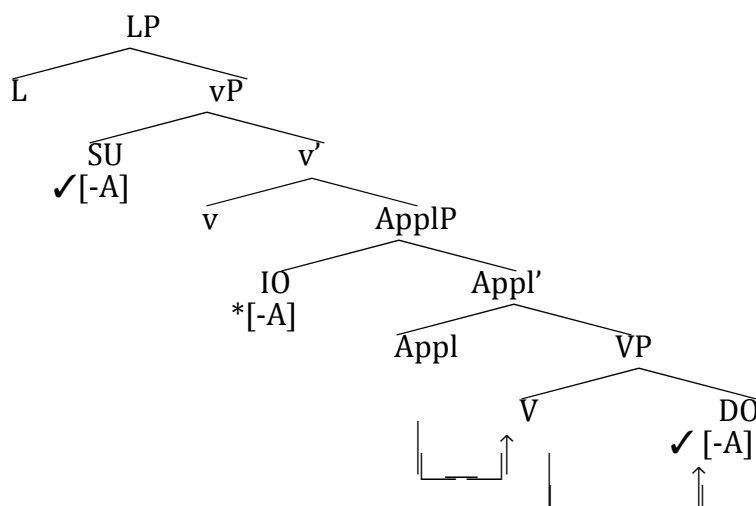 LP
L vP
SU v’
✓[-A]
v ApplP
IO Appl’
*[-A]
Appl VP
V DO
✓ [-A]